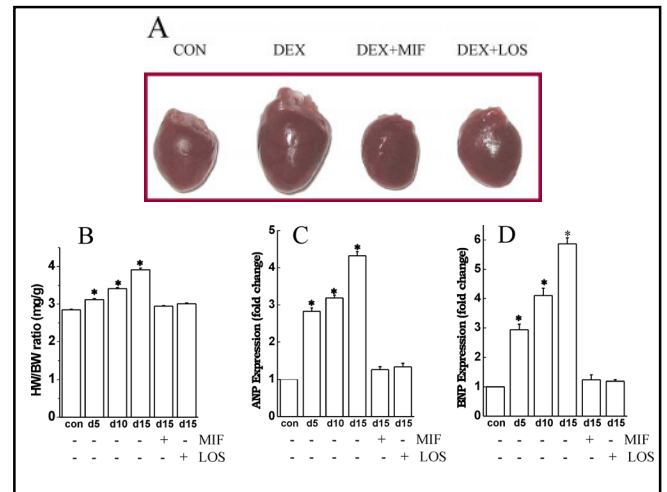 A
CON DEX DEX+MIF DEX+LOS
B
HW/BW ratio (mg/g)
4
3
2
1
0
* * *
con d5 d10 d15 d15 d15
- - - - + - MIF
- - - - - + LOS
C
ANP Expression (fold change)
5
4
3
2
1
0
* * *
con d5 d10 d15 d15 d15
- - - - + - MIF
- - - - - + LOS
D
BNP Expression (fold change)
6
5
4
3
2
1
0
* * *
con d5 d10 d15 d15 d15
- - - - + - MIF
- - - - - + LOS